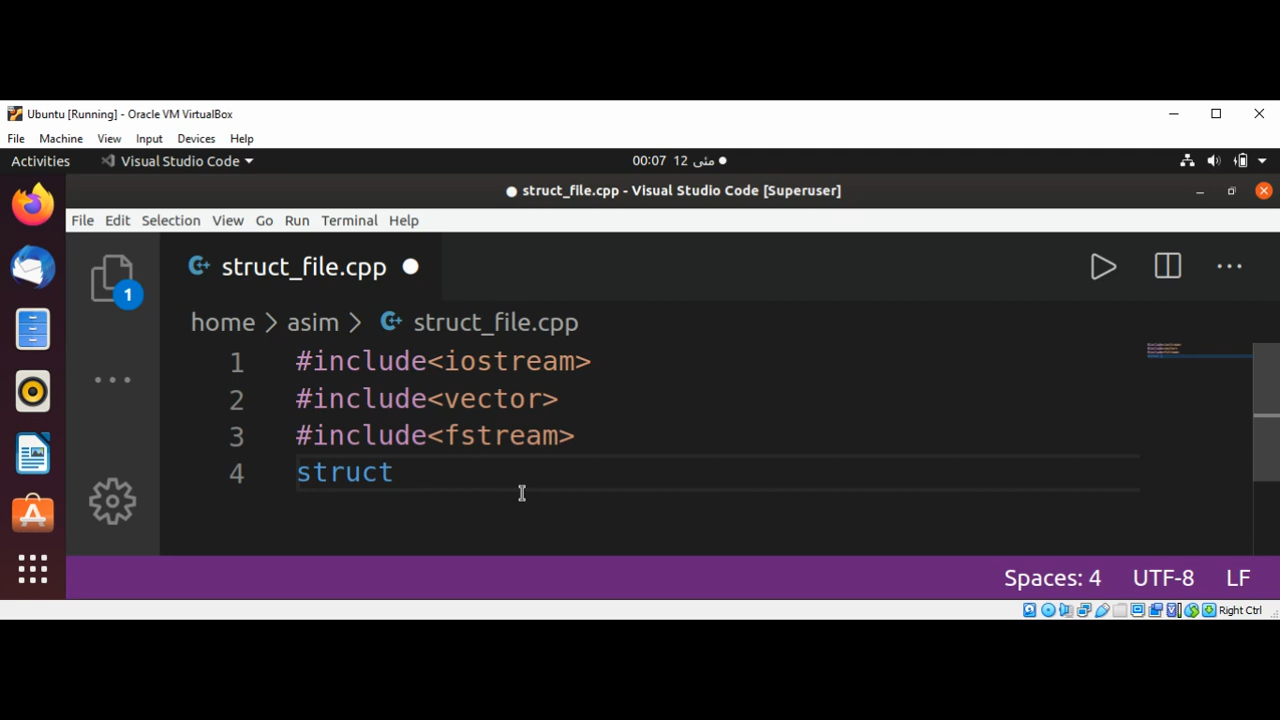 Ubuntu [Running] - Oracle VM VirtualBox
File Machine View Input Devices Help
Activities Visual Studio Code 00:07 12 مئی
● struct_file.cpp - Visual Studio Code [Superuser]
File Edit Selection View Go Run Terminal Help
struct_file.cpp
1
home > asim > struct_file.cpp
1 #include<iostream>
2 #include<vector>
3 #include<fstream>
4 struct
Spaces: 4 UTF-8 LF
Right Ctrl